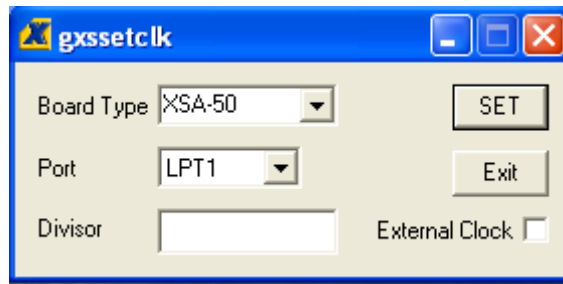 gxssetclk
Board Type XSA-50 SET
Port LPT1 Exit
Divisor External Clock